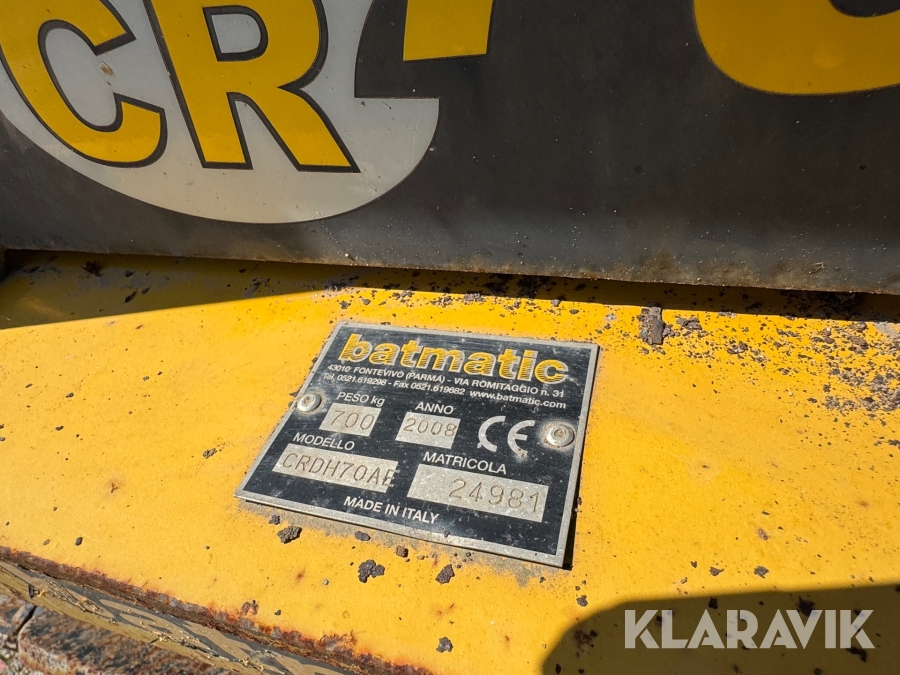 CR
batmatic
43010 FONTEVIVO (PARMA) - VIA ROMITAGGIO n. 31
Tel. 0521.619298 - Fax 0521.619682 www.batmatic.com
PESO kg 700 ANNO 2008 CE
MODELLO MATRICOLA
CRDH70AF 24981
MADE IN ITALY
KLARAVIK